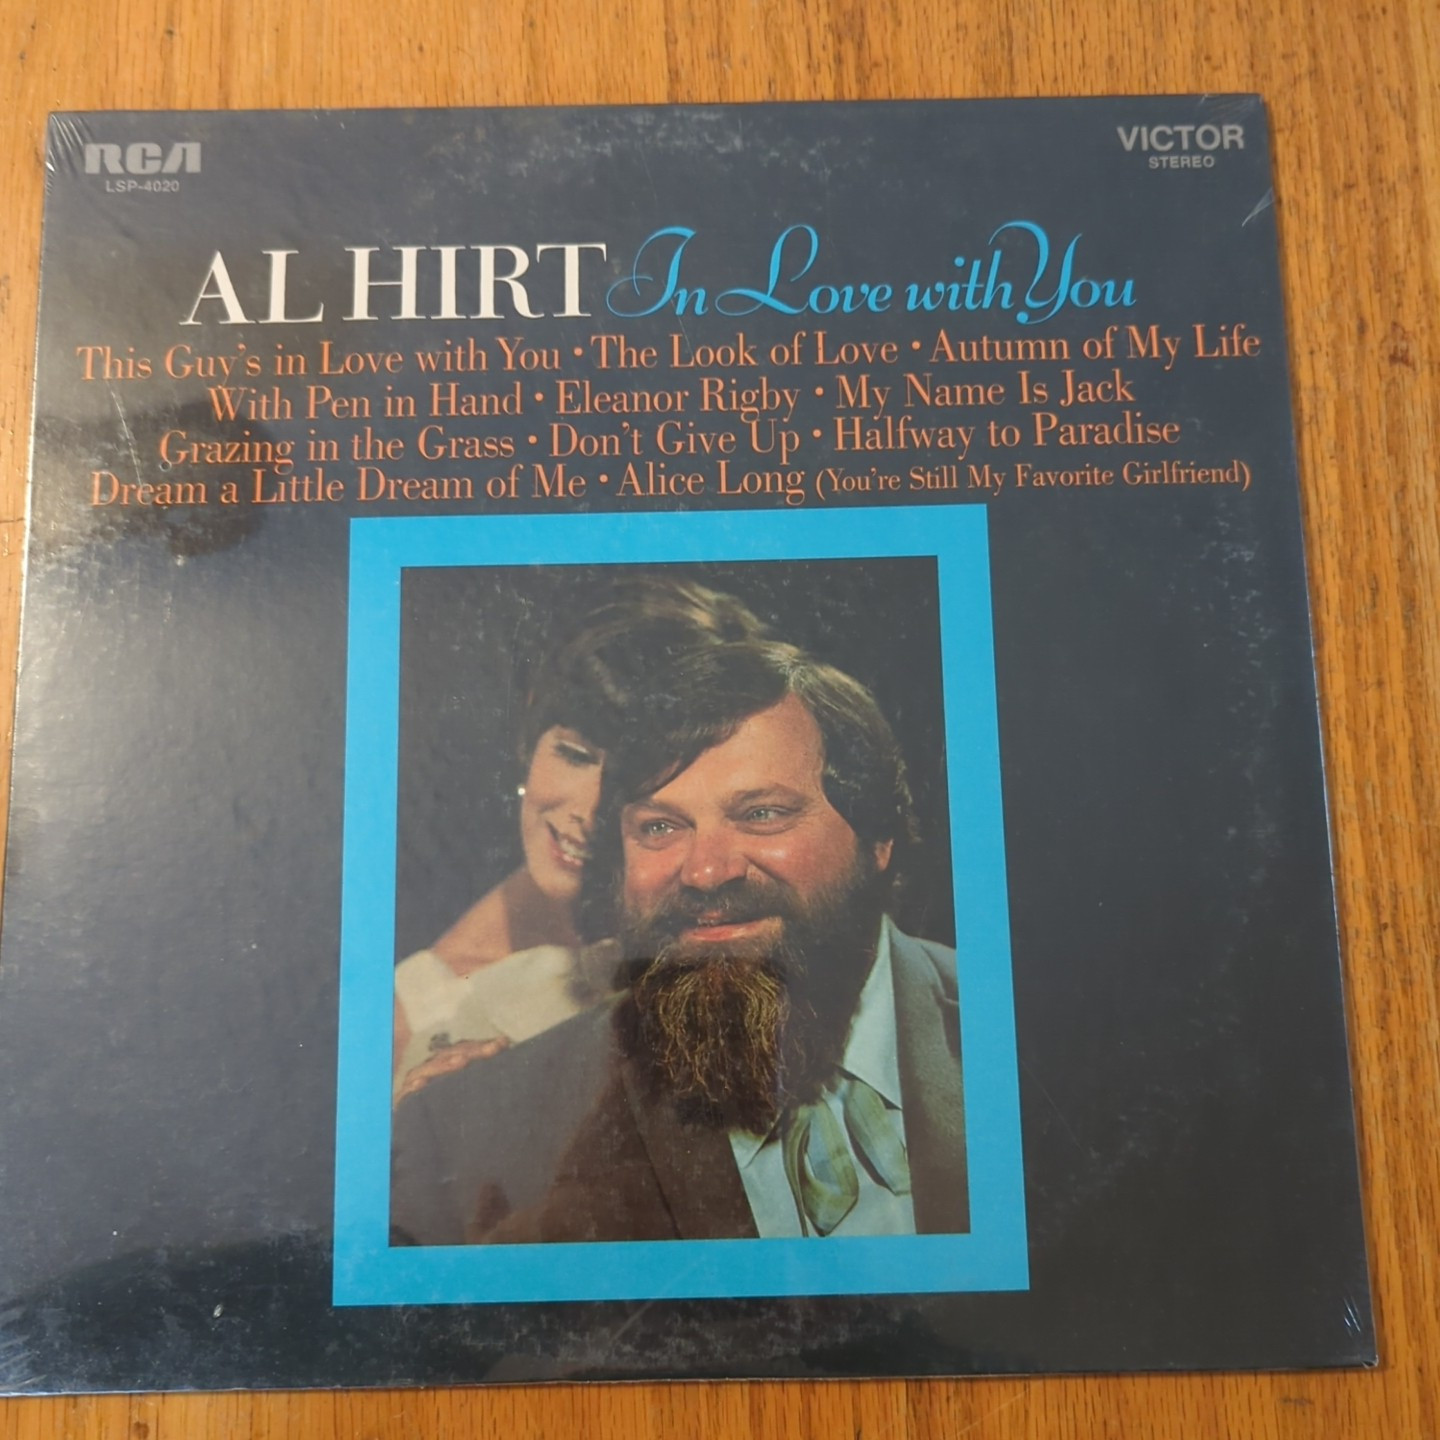 RCA
LSP-4020
VICTOR
STEREO
AL HIRT In Love with You
This Guy's in Love with You • The Look of Love • Autumn of My Life
With Pen in Hand • Eleanor Rigby • My Name Is Jack
Grazing in the Grass • Don't Give Up • Halfway to Paradise
Dream a Little Dream of Me • Alice Long (You're Still My Favorite Girlfriend)